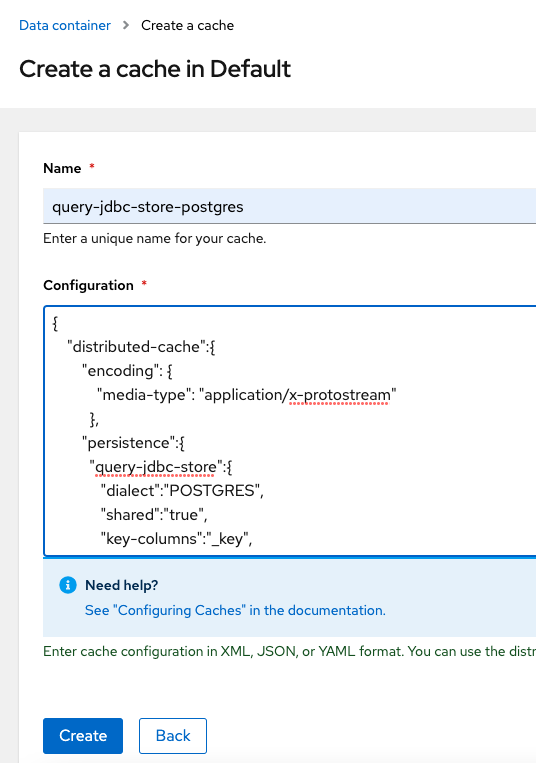 Data container > Create a cache
Create a cache in Default
Name *
query-jdbc-store-postgres
Enter a unique name for your cache.
Configuration *
{
"distributed-cache":{
"encoding": {
"media-type": "application/x-protostream"
},
"persistence":{
"query-jdbc-store":{
"dialect":"POSTGRES",
"shared":"true",
"key-columns":"_key",
Need help?
See "Configuring Caches" in the documentation.
Enter cache configuration in XML, JSON, or YAML format. You can use the distr
Create Back